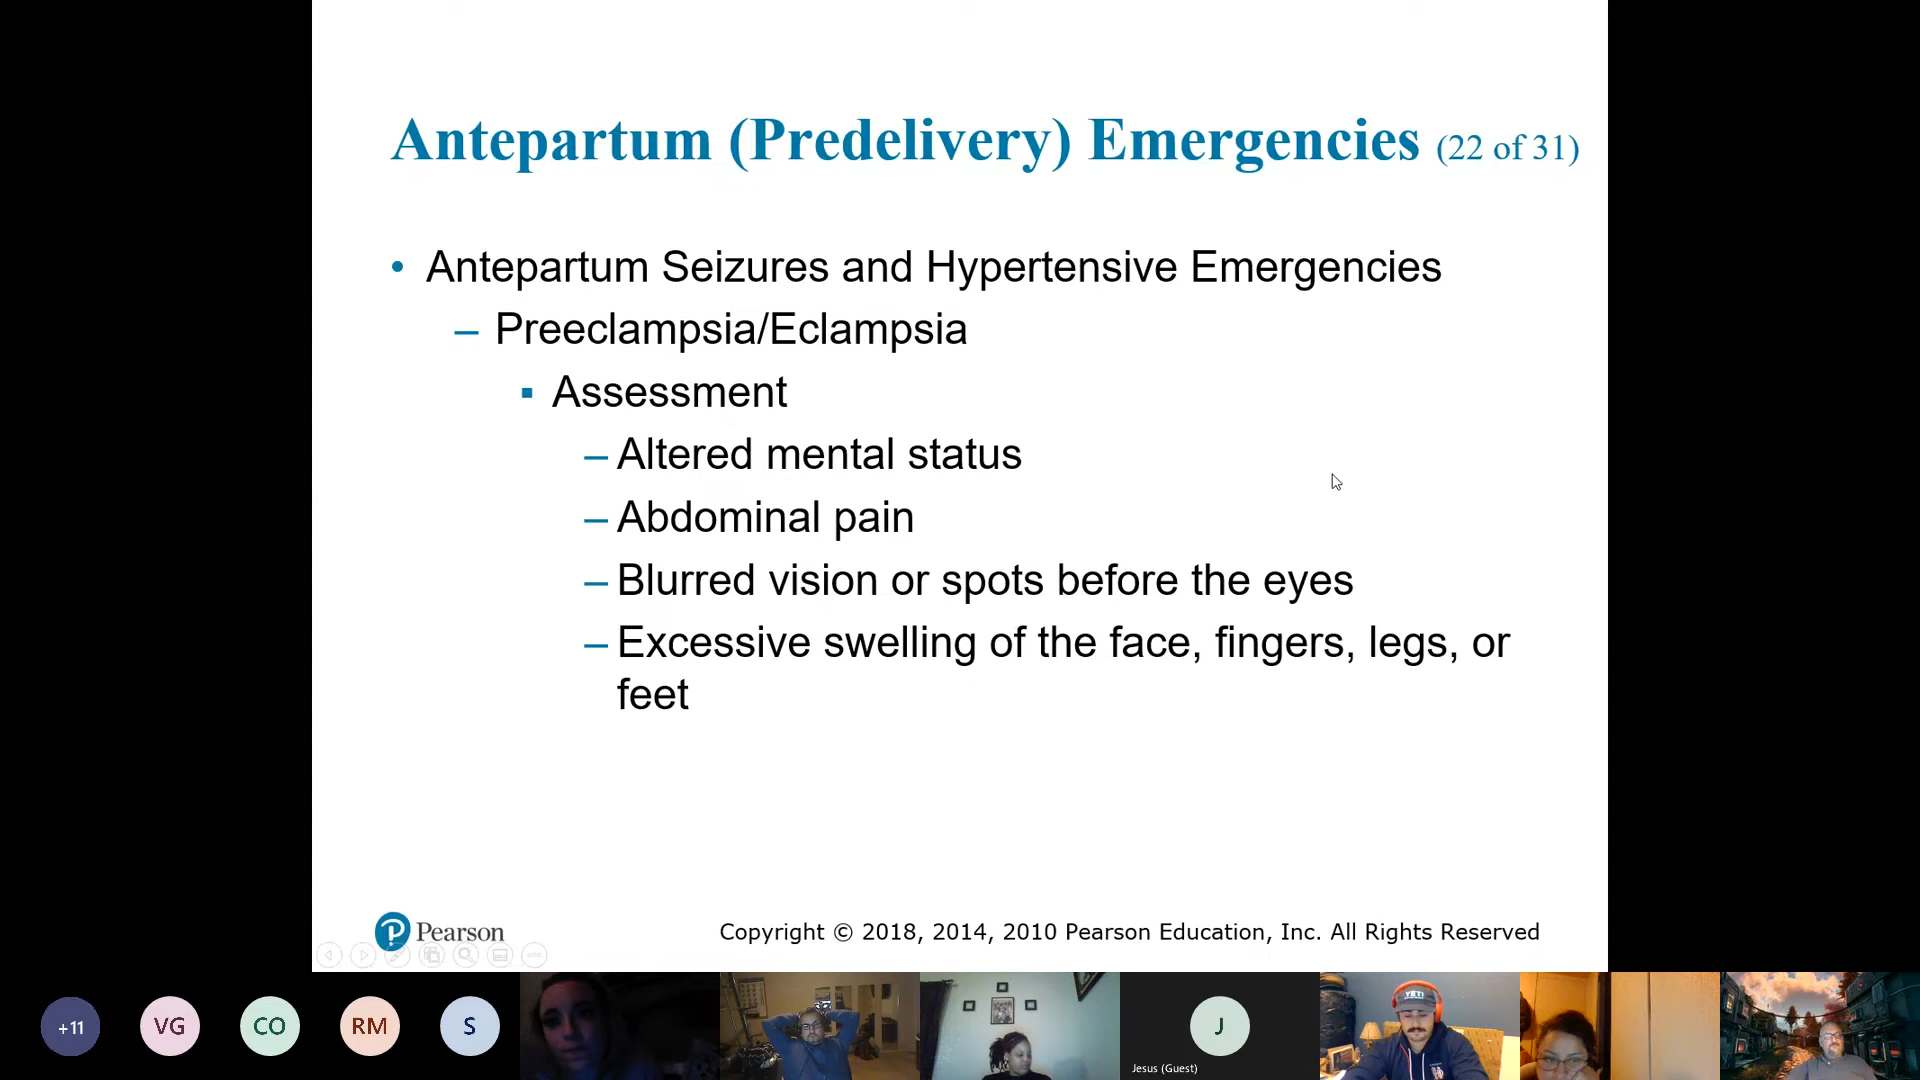 Antepartum (Predelivery) Emergencies (22 of 31)
• Antepartum Seizures and Hypertensive Emergencies
– Preeclampsia/Eclampsia
▪ Assessment
– Altered mental status
– Abdominal pain
– Blurred vision or spots before the eyes
– Excessive swelling of the face, fingers, legs, or
feet
Pearson
Copyright © 2018, 2014, 2010 Pearson Education, Inc. All Rights Reserved
+11
VG
CO
RM
S
J
Jesus (Guest)
YETI